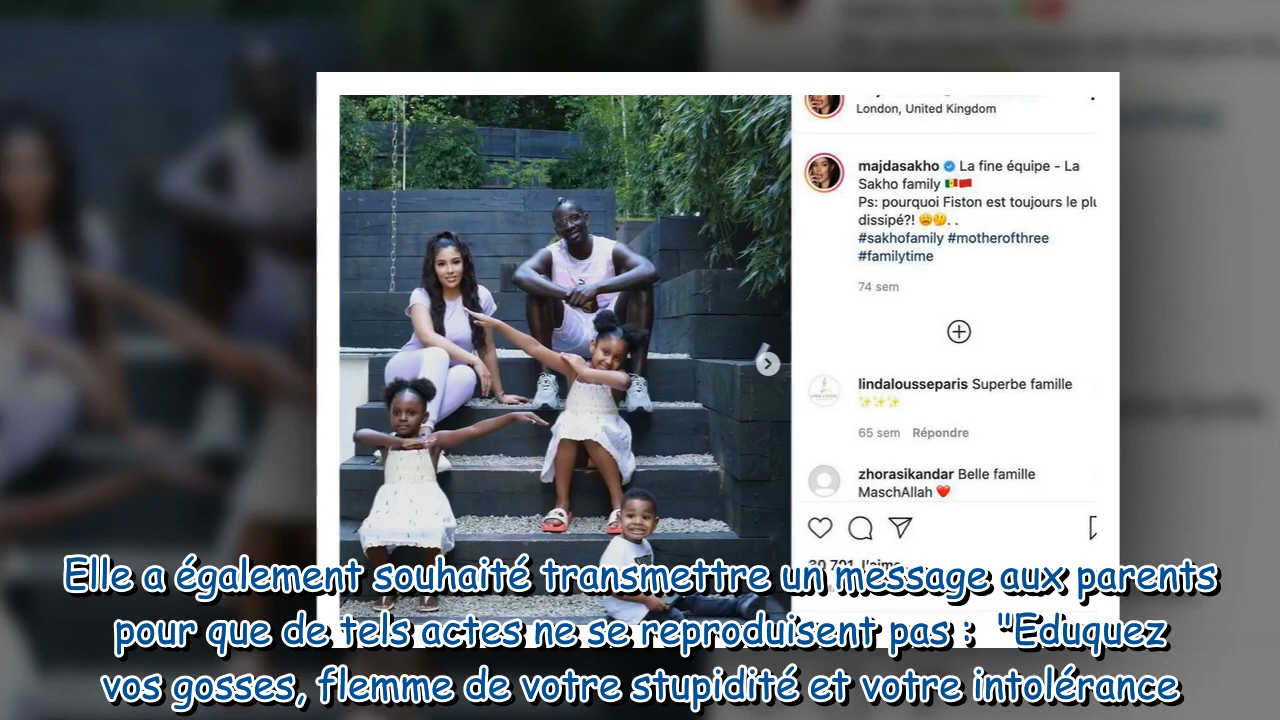 London, United Kingdom
majdasakho La fine équipe - La
Sakho family 🇸🇳🇲🇦
Ps: pourquoi Fiston est toujours le plu
dissipé?! 😩🤔. .
#sakhofamily #motherofthree
#familytime
74 sem
lindalousseparis Superbe famille
✨✨✨
65 sem Répondre
zhorasikandar Belle famille
MaschAllah ❤️
Elle a également souhaité transmettre un message aux parents
pour que de tels actes ne se reproduisent pas : "Eduquez
vos gosses, flemme de votre stupidité et votre intolérance